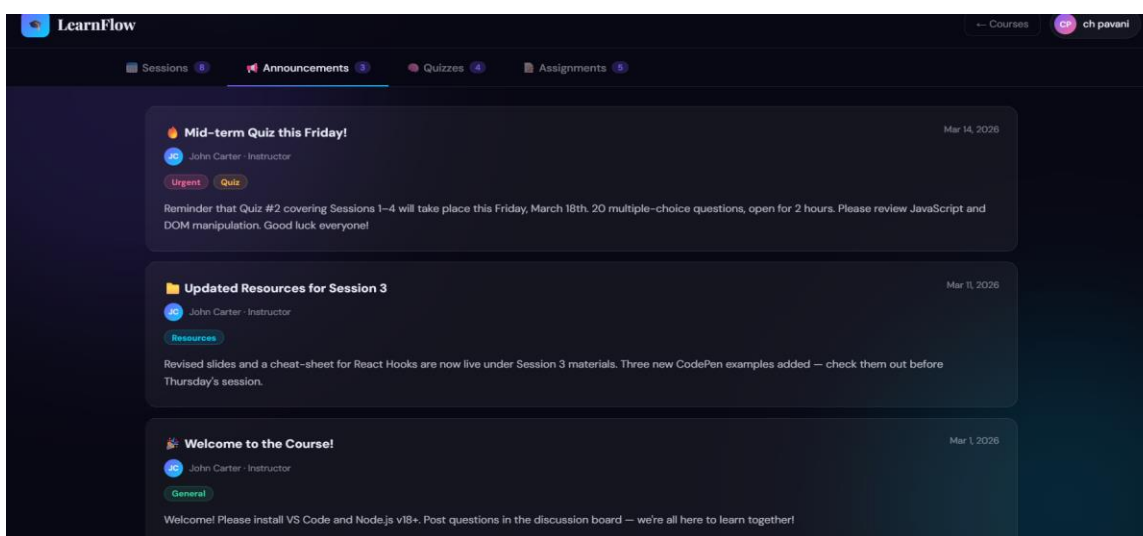 LearnFlow
← Courses
CP ch pavani
Sessions 8
Announcements 3
Quizzes 4
Assignments 5
Mid-term Quiz this Friday!
Mar 14, 2026
JC John Carter · Instructor
Urgent Quiz
Reminder that Quiz #2 covering Sessions 1–4 will take place this Friday, March 18th. 20 multiple-choice questions, open for 2 hours. Please review JavaScript and
DOM manipulation. Good luck everyone!
Updated Resources for Session 3
Mar 11, 2026
JC John Carter · Instructor
Resources
Revised slides and a cheat-sheet for React Hooks are now live under Session 3 materials. Three new CodePen examples added — check them out before
Thursday's session.
Welcome to the Course!
Mar 1, 2026
JC John Carter · Instructor
General
Welcome! Please install VS Code and Node.js v18+. Post questions in the discussion board — we're all here to learn together!